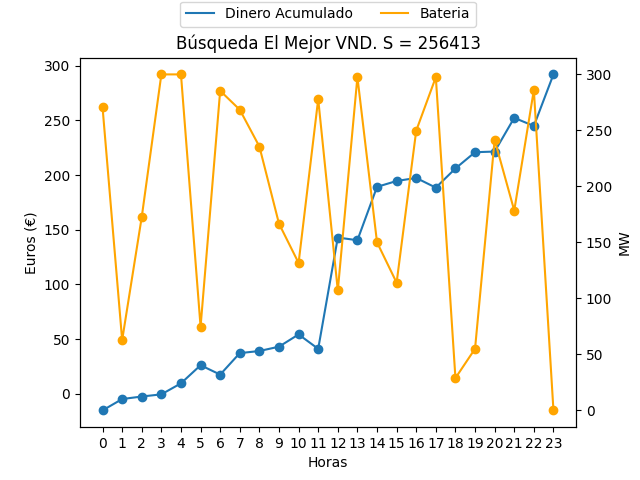 Dinero Acumulado Bateria
Búsqueda El Mejor VND. S = 256413
300
250
200
150
100
50
0
Euros (€)
300
250
200
150
100
50
0
MW
0 1 2 3 4 5 6 7 8 9 10 11 12 13 14 15 16 17 18 19 20 21 22 23
Horas